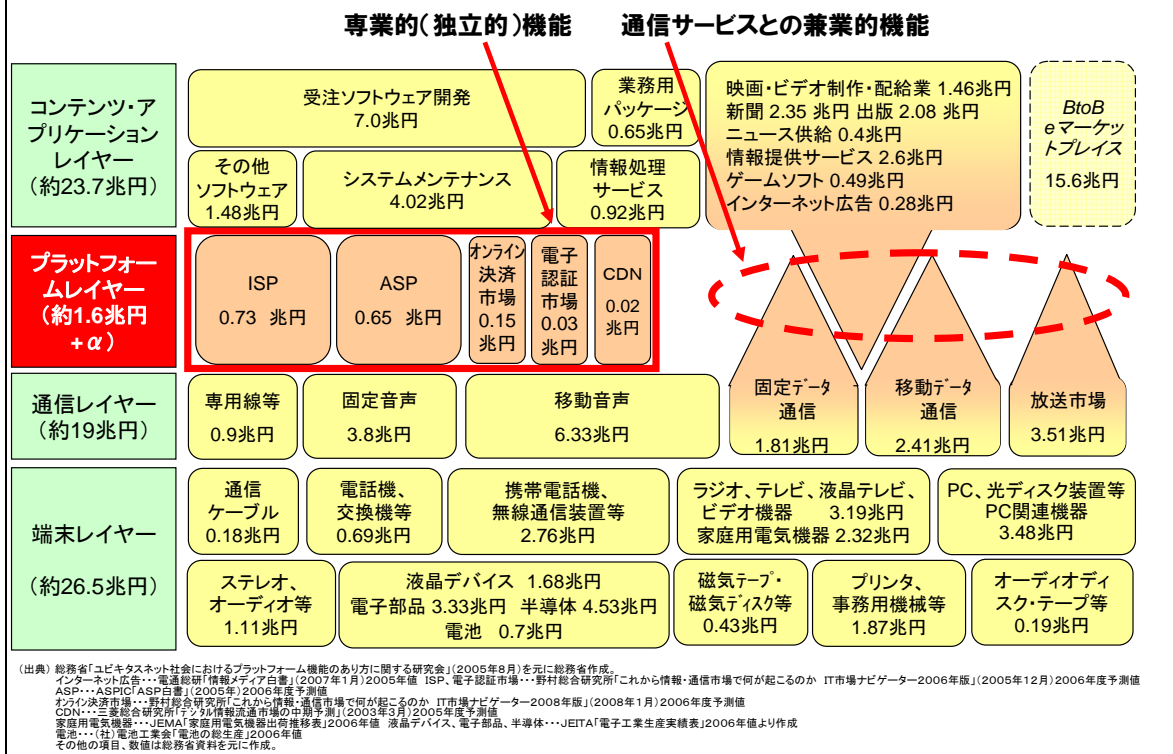 専業的(独立的)機能
通信サービスとの兼業的機能
コンテンツ・ア
プリケーション
レイヤー
(約23.7兆円)
受注ソフトウェア開発
7.0兆円
業務用
パッケージ
0.65兆円
映画・ビデオ制作・配給業 1.46兆円
新聞 2.35 兆円 出版 2.08 兆円
ニュース供給 0.4兆円
情報提供サービス 2.6兆円
ゲームソフト 0.49兆円
インターネット広告 0.28兆円
BtoB
eマーケッ
トプレイス
15.6兆円
その他
ソフトウェア
1.48兆円
システムメンテナンス
4.02兆円
情報処理
サービス
0.92兆円
プラットフォー
ムレイヤー
(約1.6兆円
+α)
ISP
0.73 兆円
ASP
0.65 兆円
オンライン
決済
市場
0.15
兆円
電子
認証
市場
0.03
兆円
CDN
0.02
兆円
通信レイヤー
(約19兆円)
専用線等
0.9兆円
固定音声
3.8兆円
移動音声
6.33兆円
固定データ
通信
1.81兆円
移動データ
通信
2.41兆円
放送市場
3.51兆円
端末レイヤー
(約26.5兆円)
通信
ケーブル
0.18兆円
電話機、
交換機等
0.69兆円
携帯電話機、
無線通信装置等
2.76兆円
ラジオ、テレビ、液晶テレビ、
ビデオ機器 3.19兆円
家庭用電気機器 2.32兆円
PC、光ディスク装置等
PC関連機器
3.48兆円
ステレオ、
オーディオ等
1.11兆円
液晶デバイス 1.68兆円
電子部品 3.33兆円 半導体 4.53兆円
電池 0.7兆円
磁気テープ・
磁気ディスク等
0.43兆円
プリンタ、
事務用機械等
1.87兆円
オーディオディ
スク・テープ等
0.19兆円
(出典) 総務省「ユビキタスネット社会におけるプラットフォーム機能のあり方に関する研究会」(2005年8月)を元に総務省作成。
インターネット広告・・・電通総研「情報メディア白書」(2007年1月)2005年値 ISP、電子認証市場・・・野村総合研究所「これから情報・通信市場で何が起こるのか IT市場ナビゲーター2006年版」(2005年12月)2006年度予測値
ASP・・・ASPIC「ASP白書」(2005年)2006年度予測値
オンライン決済市場・・・野村総合研究所「これから情報・通信市場で何が起こるのか IT市場ナビゲーター2008年版」(2008年1月)2006年度予測値
CDN・・・三菱総合研究所「デジタル情報流通市場の中期予測」(2003年3月)2005年度予測値
家庭用電気機器・・・JEMA「家庭用電気機器出荷推移表」2006年値 液晶デバイス、電子部品、半導体・・・JEITA「電子工業生産実績表」2006年値より作成
電池・・・(社)電池工業会「電池の総生産」2006年値
その他の項目、数値は総務省資料を元に作成。